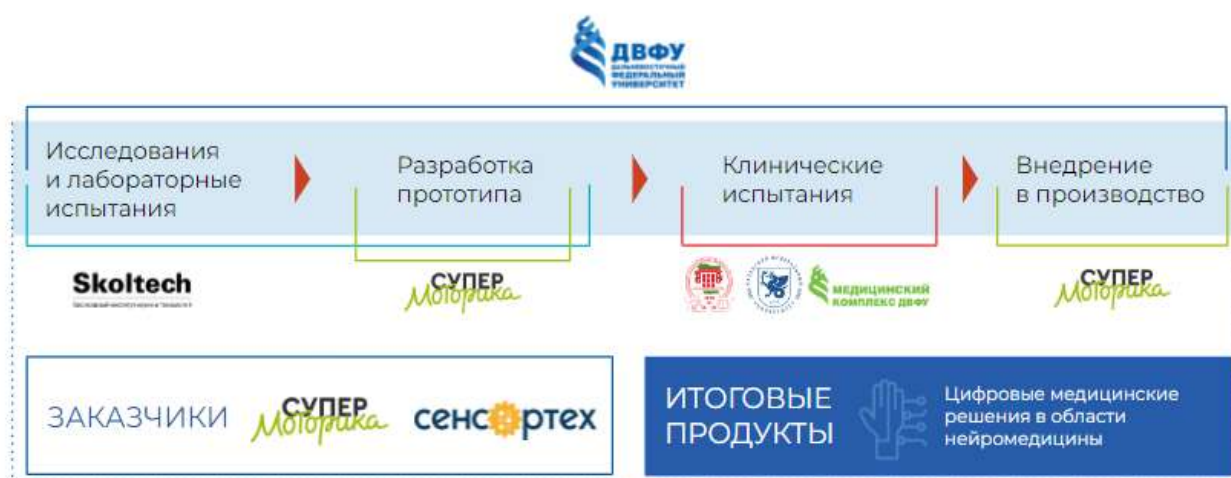 ДВФУ
ДАЛЬНЕВОСТОЧНЫЙ
ФЕДЕРАЛЬНЫЙ
УНИВЕРСИТЕТ
Исследования
и лабораторные
испытания
Разработка
прототипа
Клинические
испытания
Внедрение
в производство
Skoltech
СУПЕР
Моторика
МЕДИЦИНСКИЙ
КОМПЛЕКС ДВФУ
СУПЕР
Моторика
ЗАКАЗЧИКИ
СУПЕР
Моторика
сенсортех
ИТОГОВЫЕ
ПРОДУКТЫ
Цифровые медицинские
решения в области
нейромедицины